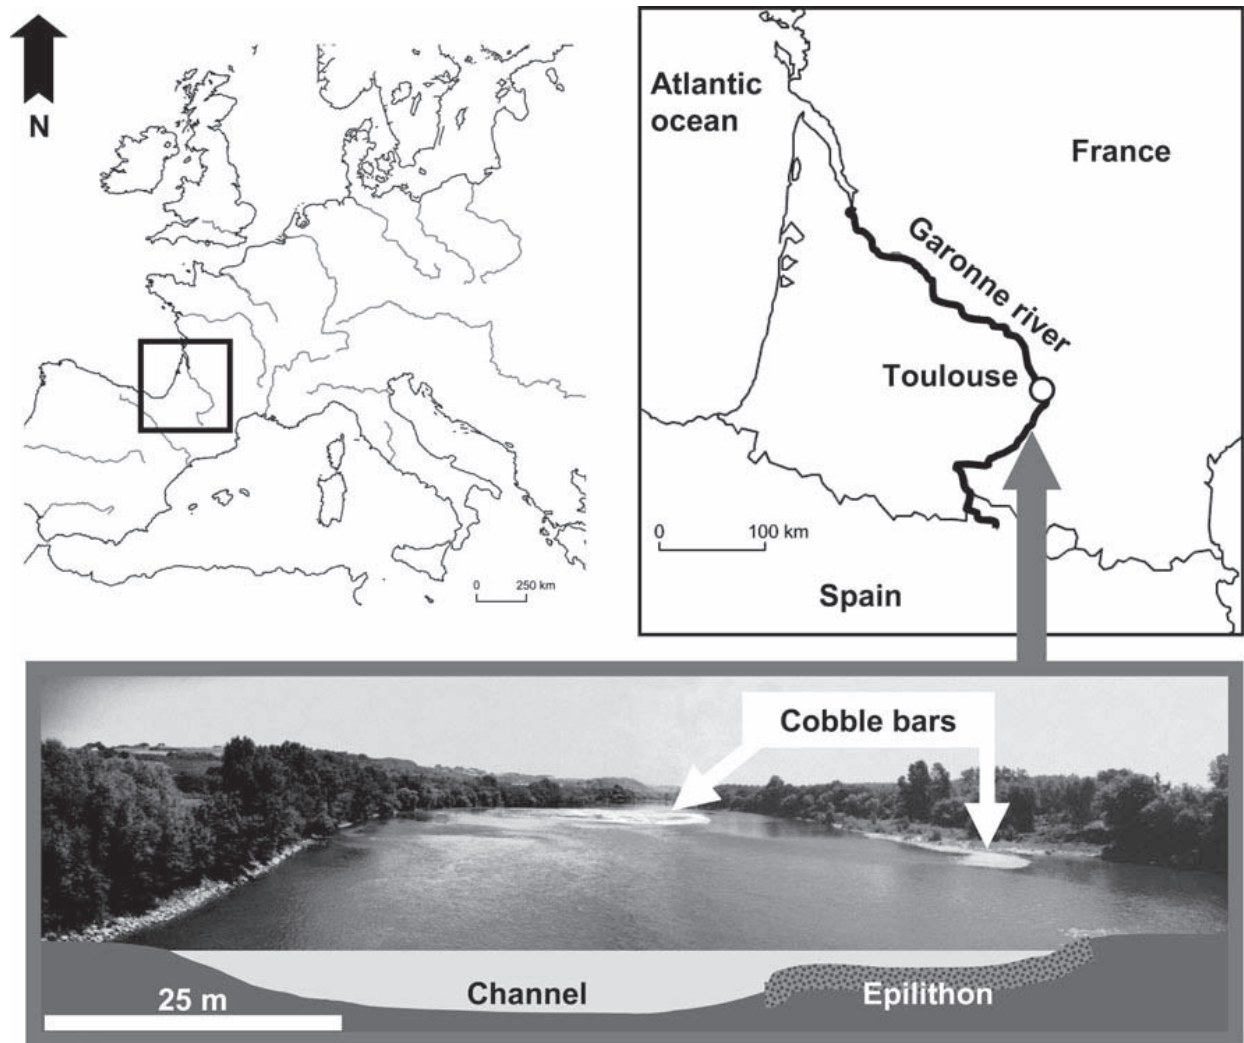 N
0 250 km
Atlantic
ocean
France
Garonne river
Toulouse
0 100 km
Spain
Cobble bars
25 m
Channel
Epilithon